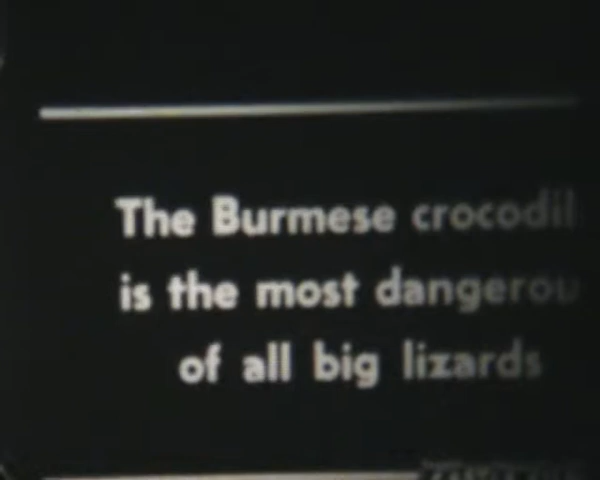 The Burmese crocodil
is the most dangerou
of all big lizards